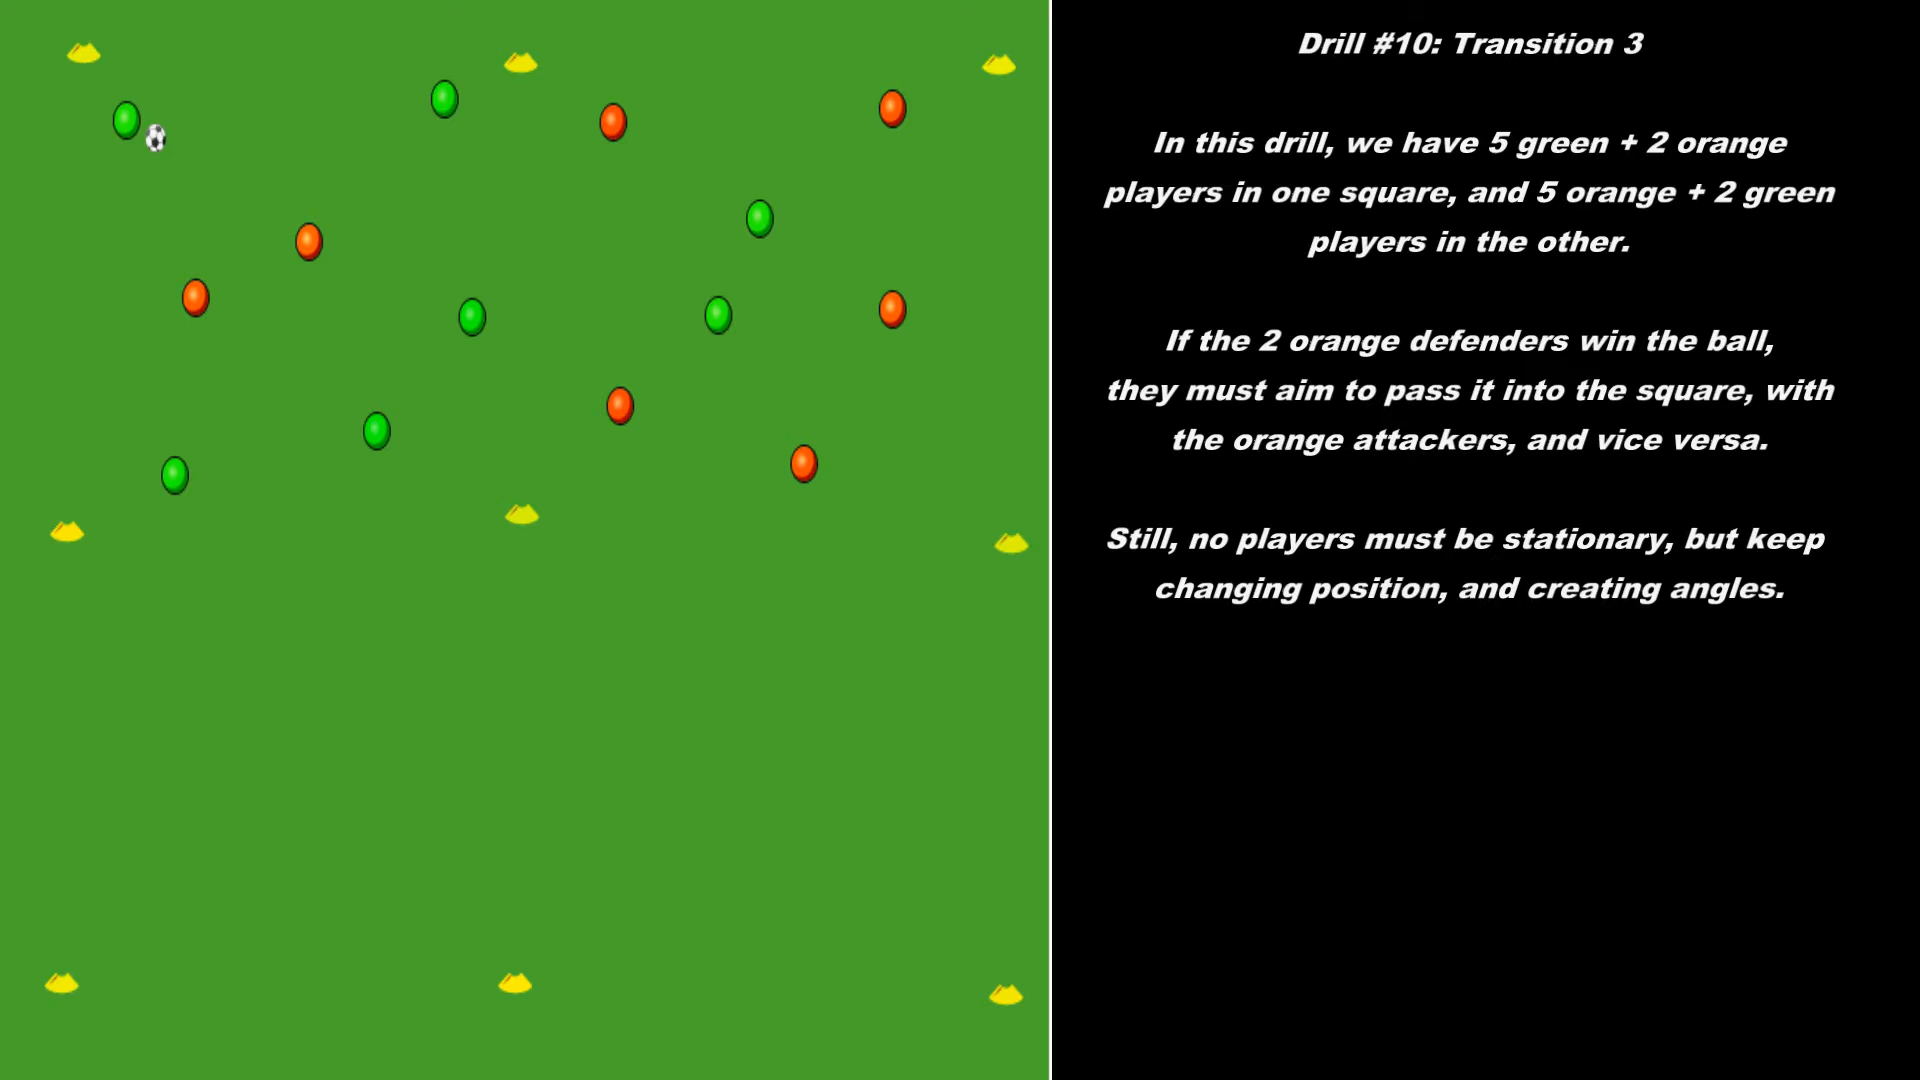 Drill #10: Transition 3
In this drill, we have 5 green + 2 orange
players in one square, and 5 orange + 2 green
players in the other.
If the 2 orange defenders win the ball,
they must aim to pass it into the square, with
the orange attackers, and vice versa.
Still, no players must be stationary, but keep
changing position, and creating angles.